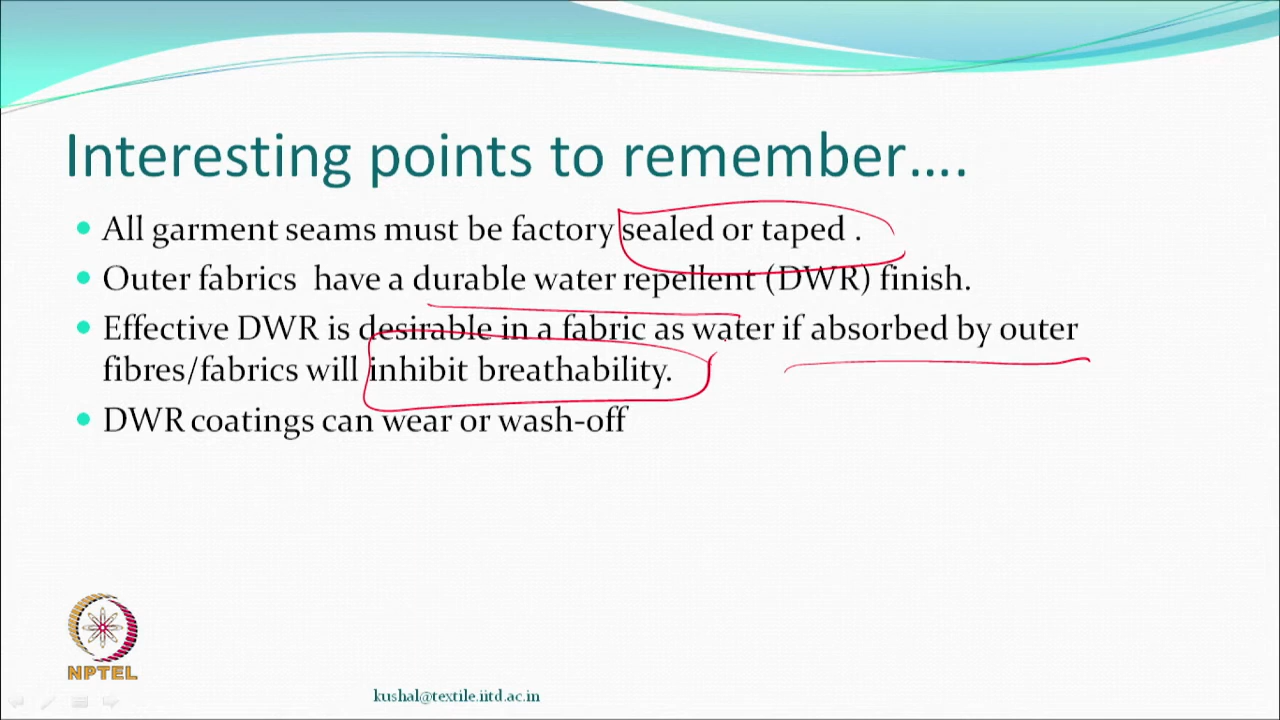 Interesting points to remember....
All garment seams must be factory sealed or taped .
Outer fabrics have a durable water repellent (DWR) finish.
Effective DWR is desirable in a fabric as water if absorbed by outer
fibres/fabrics will inhibit breathability.
DWR coatings can wear or wash-off
NPTEL
kushal@textile.iitd.ac.in